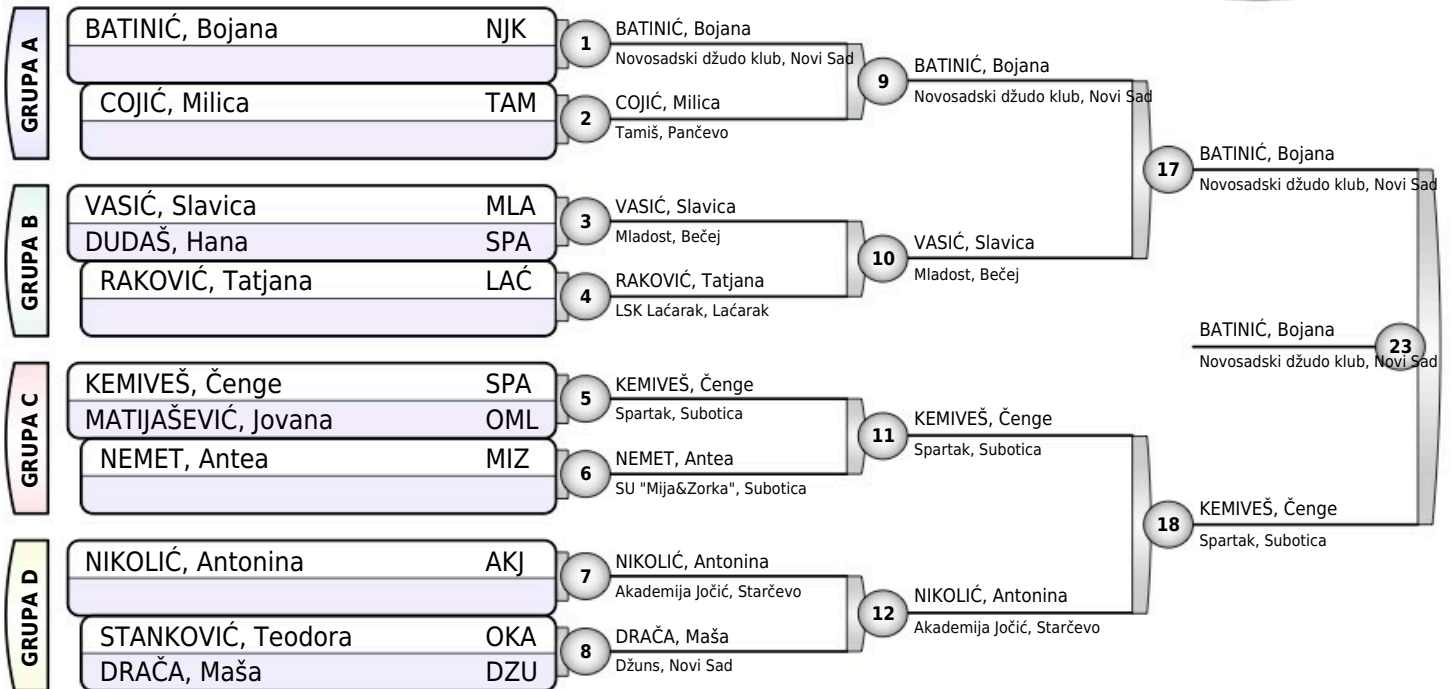 GRUPA A
BATINIĆ, Bojana NJK
COJIĆ, Milica TAM
GRUPA B
VASIĆ, Slavica MLA
DUDAŠ, Hana SPA
RAKOVIĆ, Tatjana LAĆ
GRUPA C
KEMIVEŠ, Čenge SPA
MATIJAŠEVIĆ, Jovana OML
NEMET, Antea MIZ
GRUPA D
NIKOLIĆ, Antonina AKJ
STANKOVIĆ, Teodora OKA
DRAČA, Maša DZU
1
BATINIĆ, Bojana
Novosadski džudo klub, Novi Sad
2
COJIĆ, Milica
Tamiš, Pančevo
3
VASIĆ, Slavica
Mladost, Bečej
4
RAKOVIĆ, Tatjana
LSK Laćarak, Laćarak
5
KEMIVEŠ, Čenge
Spartak, Subotica
6
NEMET, Antea
SU "Mija&Zorka", Subotica
7
NIKOLIĆ, Antonina
Akademija Jočić, Starčevo
8
DRAČA, Maša
Džuns, Novi Sad
9
BATINIĆ, Bojana
Novosadski džudo klub, Novi Sad
10
VASIĆ, Slavica
Mladost, Bečej
11
KEMIVEŠ, Čenge
Spartak, Subotica
12
NIKOLIĆ, Antonina
Akademija Jočić, Starčevo
17
BATINIĆ, Bojana
Novosadski džudo klub, Novi Sad
18
KEMIVEŠ, Čenge
Spartak, Subotica
23
BATINIĆ, Bojana
Novosadski džudo klub, Novi Sad